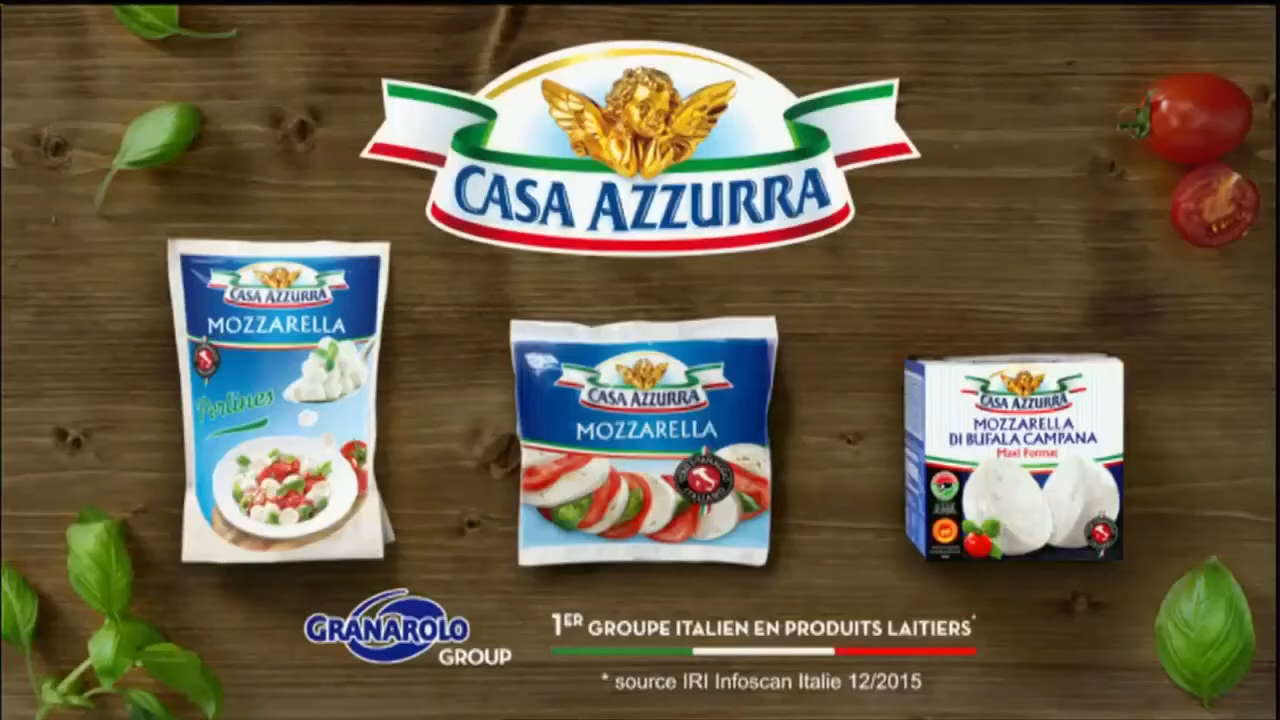 CASA AZZURRA
CASA AZZURRA
MOZZARELLA
Perlines
CASA AZZURRA
MOZZARELLA
CASA AZZURRA
MOZZARELLA
DI BUFALA CAMPANA
Maxi Format
GRANAROLO
GROUP
1ER GROUPE ITALIEN EN PRODUITS LAITIERS*
* source IRI Infoscan Italie 12/2015